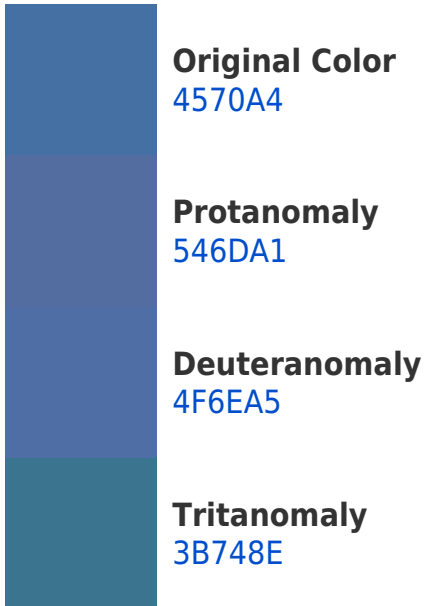 Original Color
4570A4
Protanomaly
546DA1
Deuteranomaly
4F6EA5
Tritanomaly
3B748E